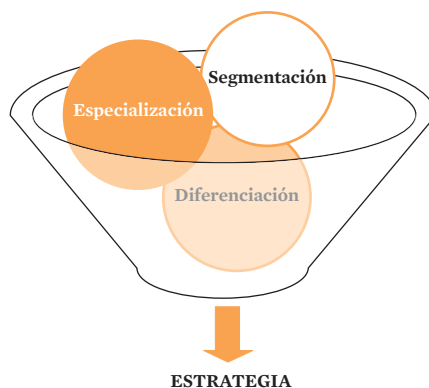 Segmentación
Especialización
Diferenciación
ESTRATEGIA